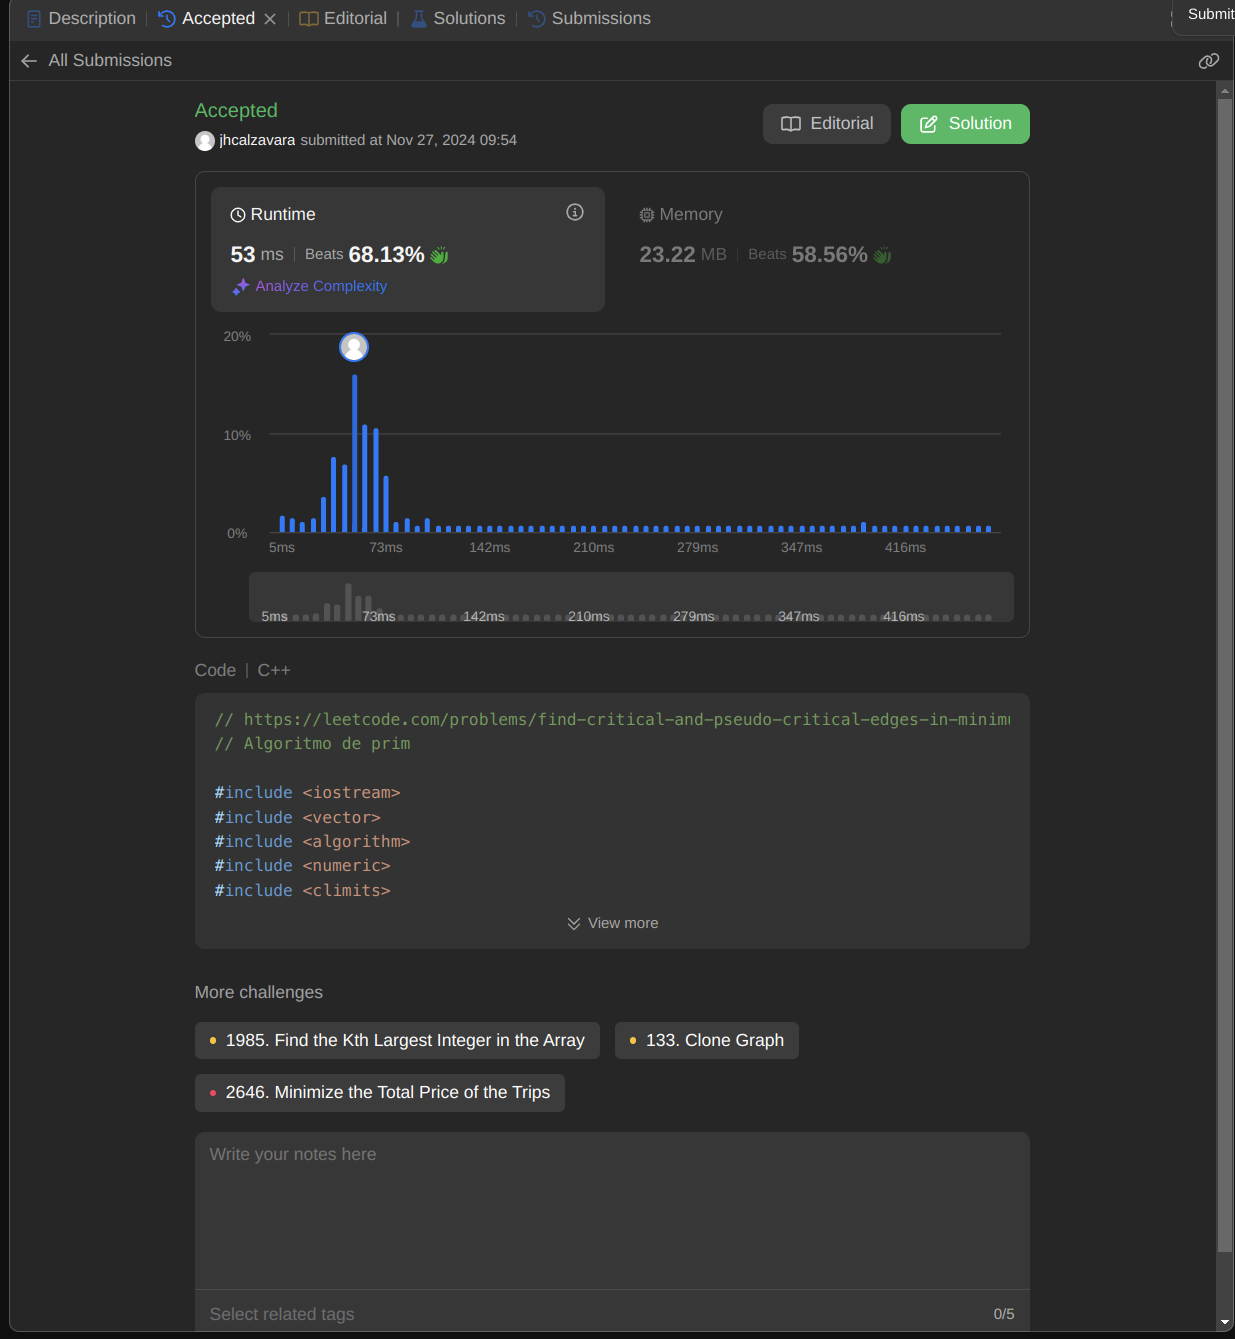 Description | Accepted | Editorial | Solutions | Submissions
Submit
All Submissions
Accepted
jhcalzavara submitted at Nov 27, 2024 09:54
Editorial
Solution
Runtime
53 ms | Beats 68.13%
Analyze Complexity
Memory
23.22 MB | Beats 58.56%
20%
10%
0%
5ms 73ms 142ms 210ms 279ms 347ms 416ms
5ms 73ms 142ms 210ms 279ms 347ms 416ms
Code | C++
// https://leetcode.com/problems/find-critical-and-pseudo-critical-edges-in-minimu
// Algoritmo de prim
#include <iostream>
#include <vector>
#include <algorithm>
#include <numeric>
#include <climits>
View more
More challenges
1985. Find the Kth Largest Integer in the Array
133. Clone Graph
2646. Minimize the Total Price of the Trips
Write your notes here
Select related tags
0/5